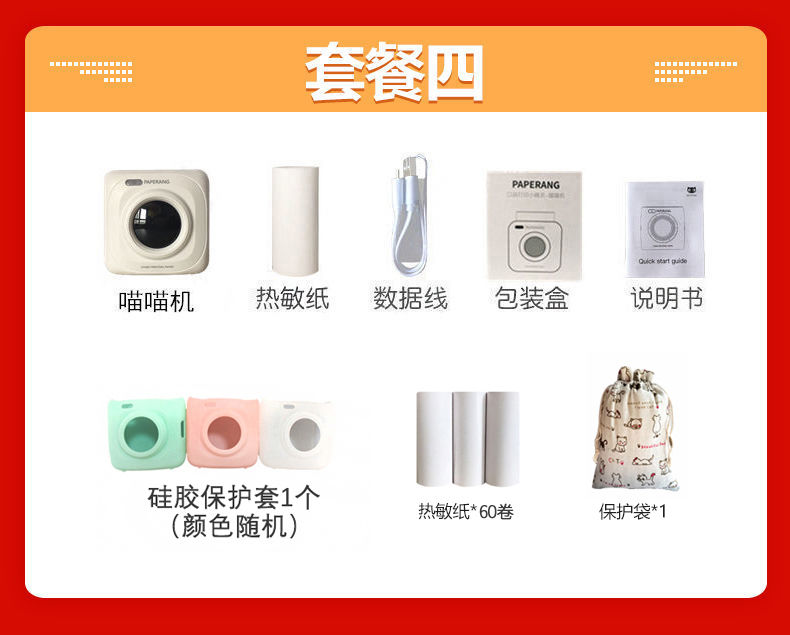 套餐四
PAPERANG
PAPERANG
PAPERANG
Quick start guide
喵喵机
热敏纸
数据线
包装盒
说明书
硅胶保护套1个
（颜色随机）
热敏纸*60卷
保护袋*1